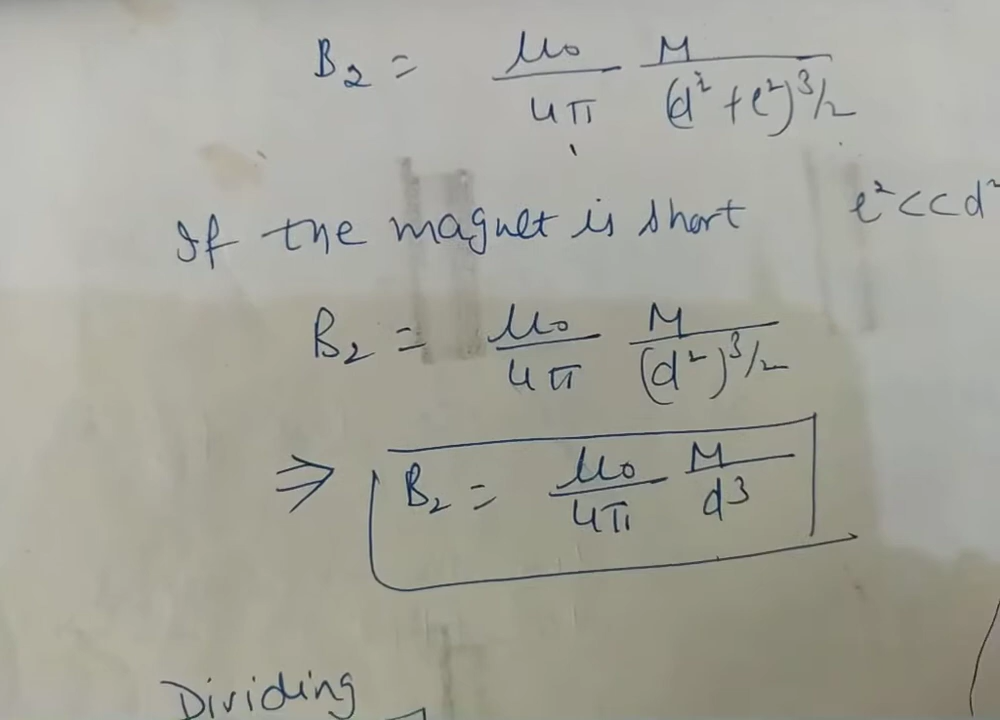 B₂ = μ₀/4π M/(d² + l²)^3/2
If the magnet is short l² << d²
B₂ = μ₀/4π M/(d²)^3/2
⇒ B₂ = μ₀/4π M/d³
Dividing